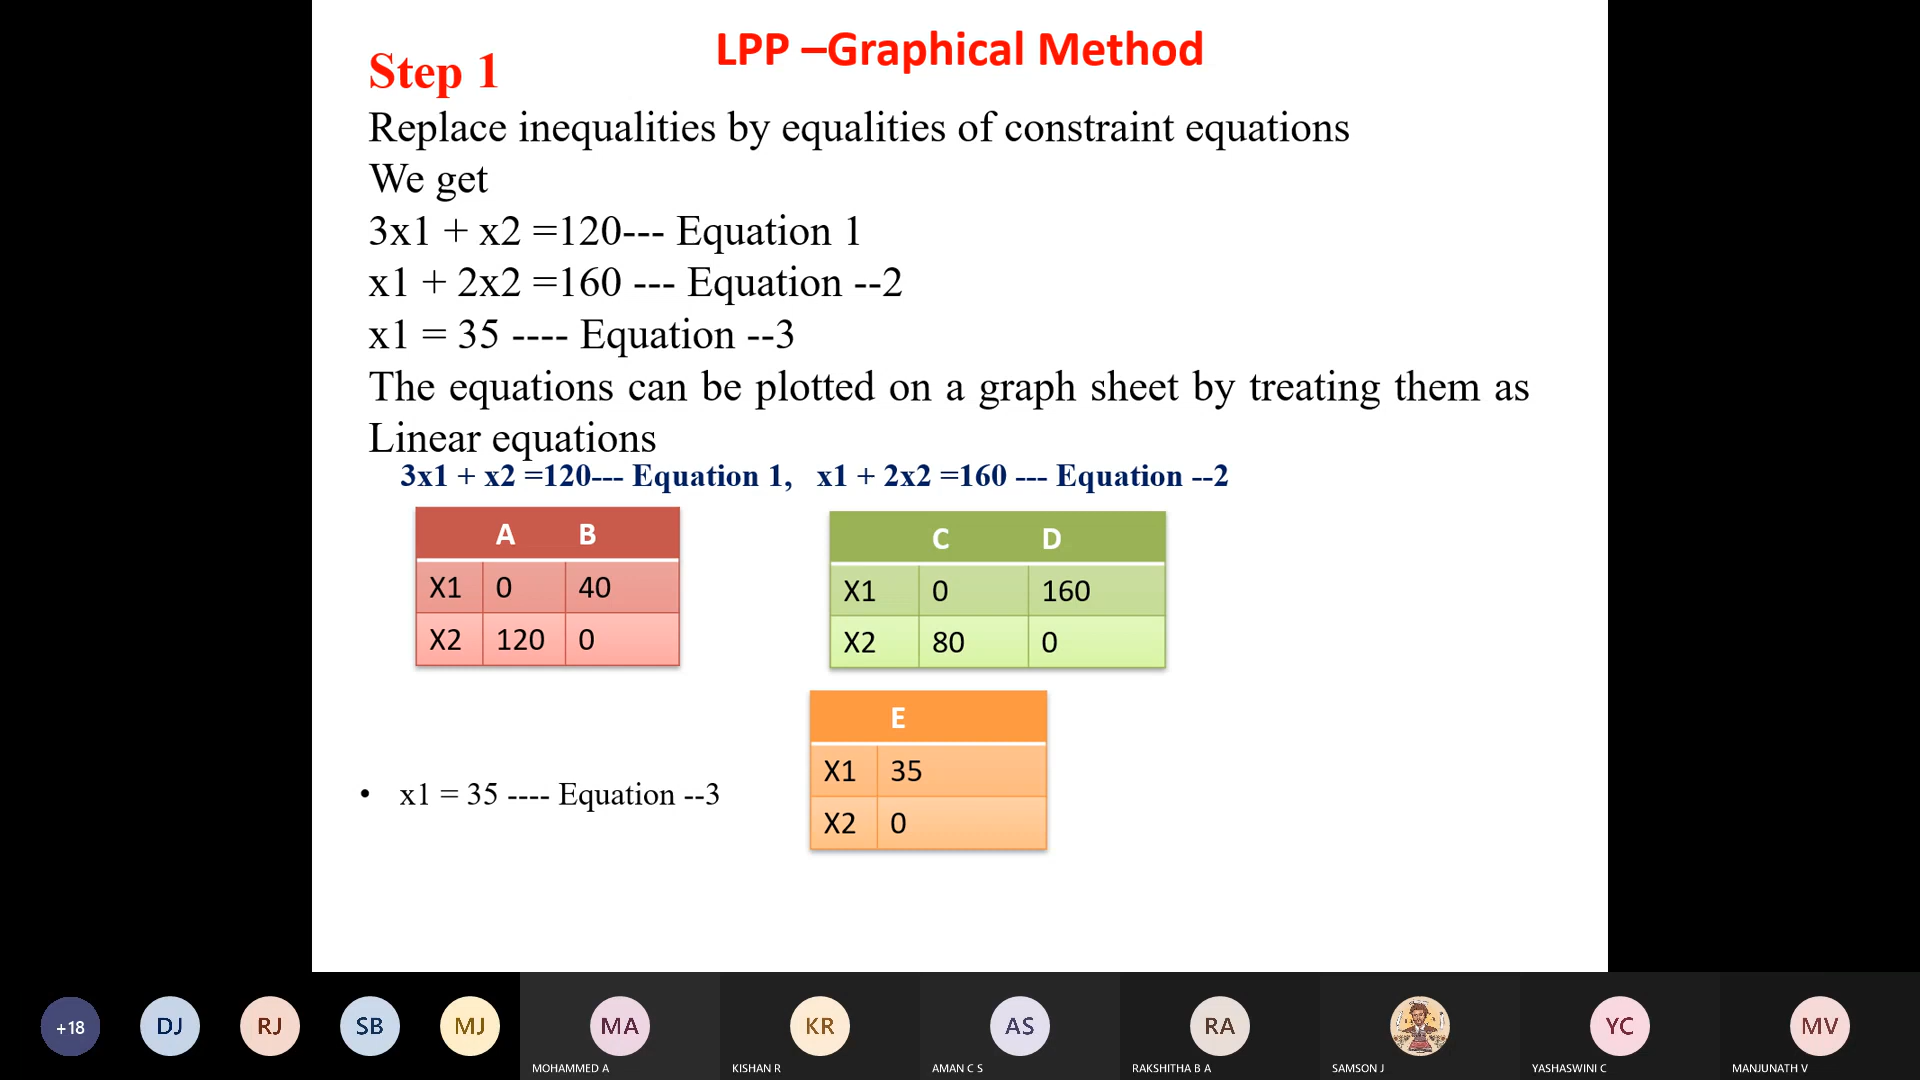 LPP –Graphical Method
Step 1
Replace inequalities by equalities of constraint equations
We get
3x1 + x2 =120--- Equation 1
x1 + 2x2 =160 --- Equation --2
x1 = 35 ---- Equation --3
The equations can be plotted on a graph sheet by treating them as
Linear equations
3x1 + x2 =120--- Equation 1, x1 + 2x2 =160 --- Equation --2
A B
X1 0 40
X2 120 0
C D
X1 0 160
X2 80 0
E
X1 35
X2 0
• x1 = 35 ---- Equation --3
+18 DJ RJ SB MJ MA KR AS RA YC MV
MOHAMMED A KISHAN R AMAN C S RAKSHITHA B A SAMSON J YASHASWINI C MANJUNATH V